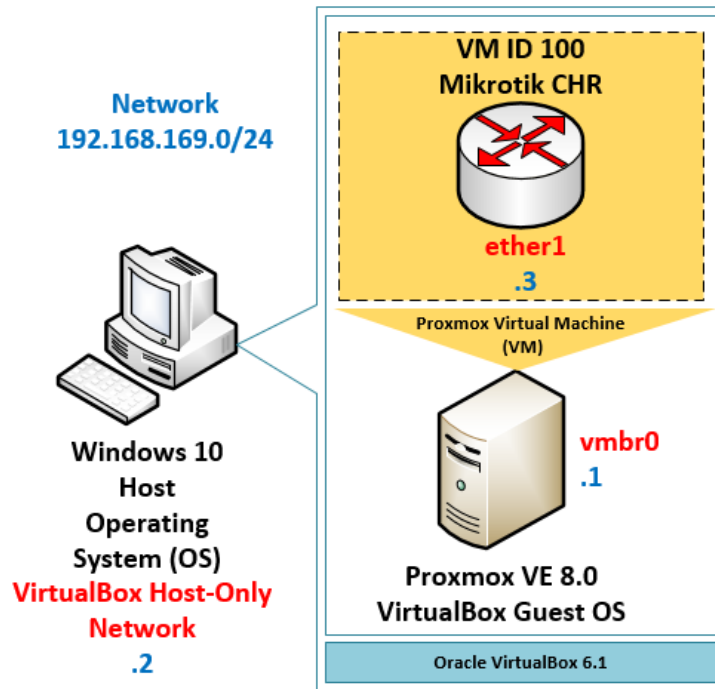 Network
192.168.169.0/24
Windows 10
Host
Operating
System (OS)
VirtualBox Host-Only
Network
.2
VM ID 100
Mikrotik CHR
ether1
.3
Proxmox Virtual Machine
(VM)
vmbr0
.1
Proxmox VE 8.0
VirtualBox Guest OS
Oracle VirtualBox 6.1